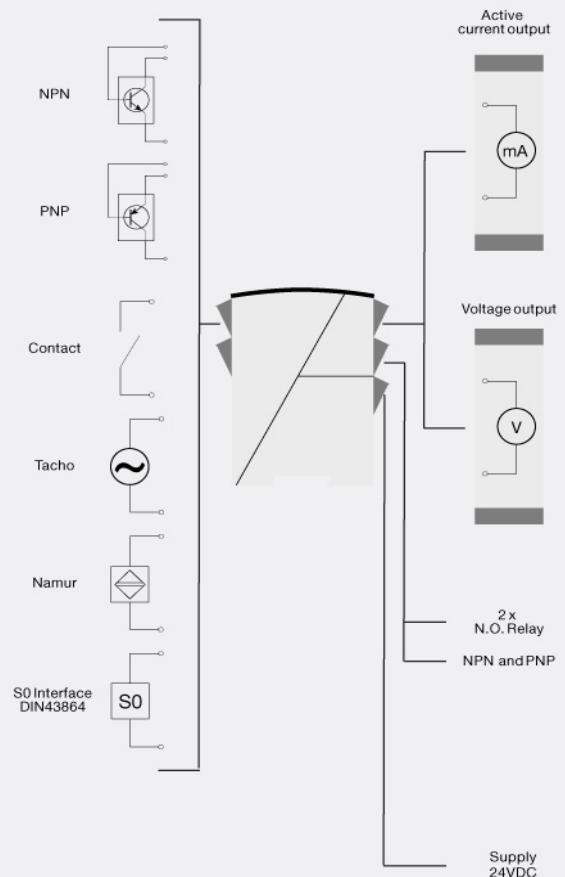 Active
current output
NPN
mA
PNP
Voltage output
Contact
V
Tacho
Namur
2 x
N.O. Relay
NPN and PNP
S0 Interface
DIN43864
S0
Supply
24VDC